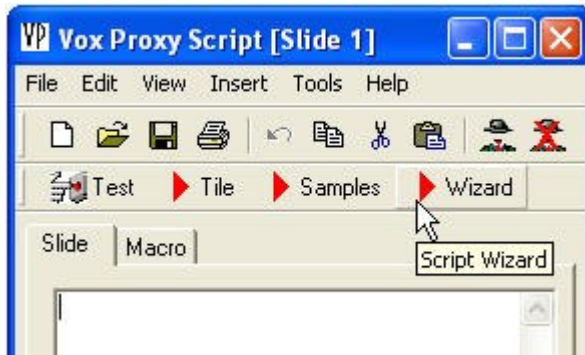 VP Vox Proxy Script [Slide 1]
File Edit View Insert Tools Help
Test Tile Samples Wizard
Slide Macro
Script Wizard